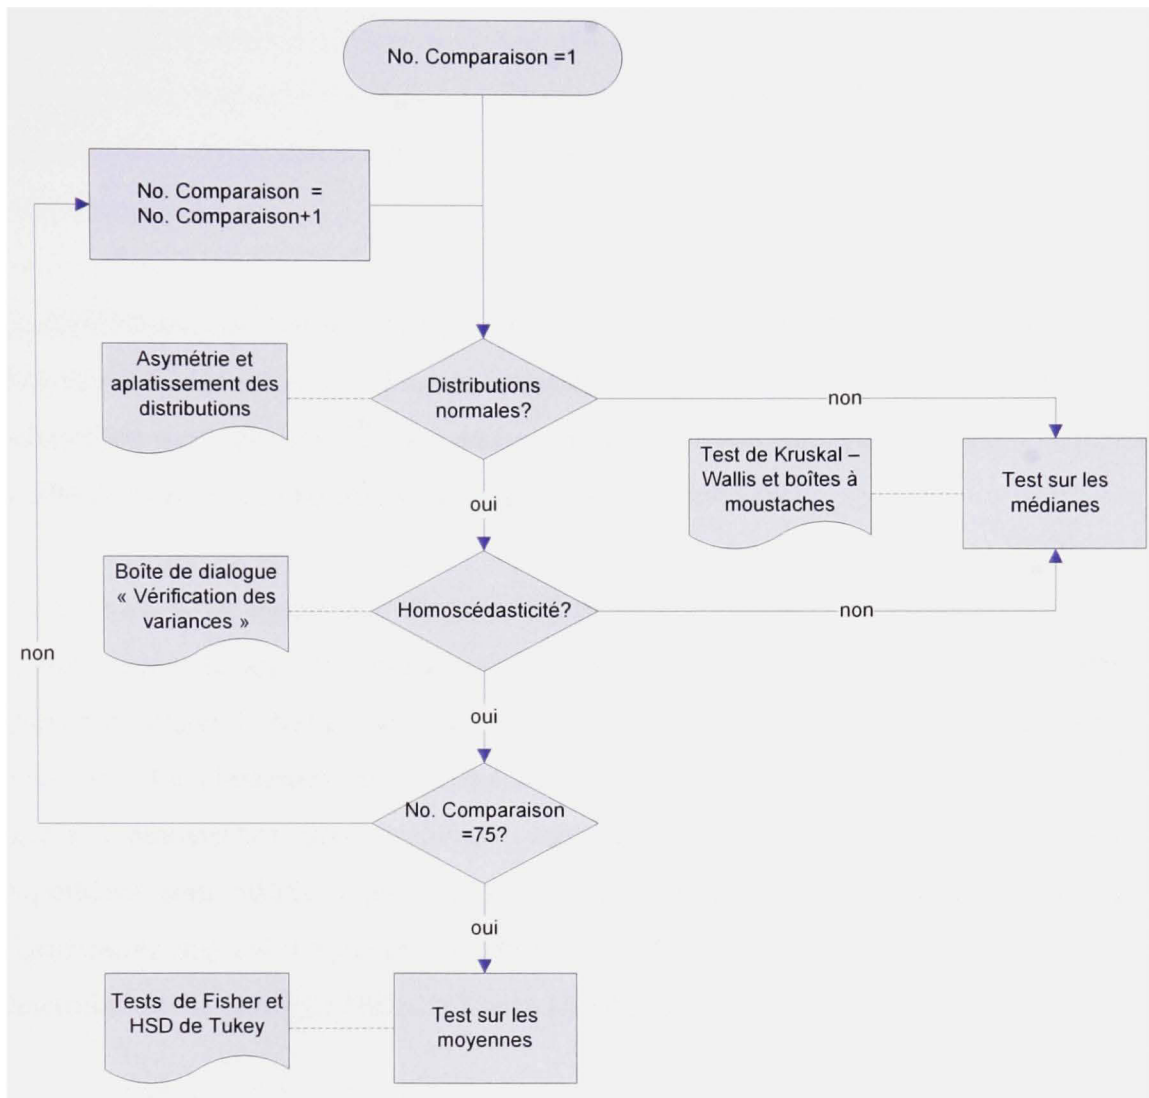 No. Comparaison =1
No. Comparaison =
No. Comparaison+1
Asymétrie et
aplatissement des
distributions
Distributions
normales?
non
Test de Kruskal –
Wallis et boîtes à
moustaches
Test sur les
médianes
oui
Boîte de dialogue
« Vérification des
variances »
Homoscédasticité?
non
non
oui
No. Comparaison
=75?
oui
Tests de Fisher et
HSD de Tukey
Test sur les
moyennes